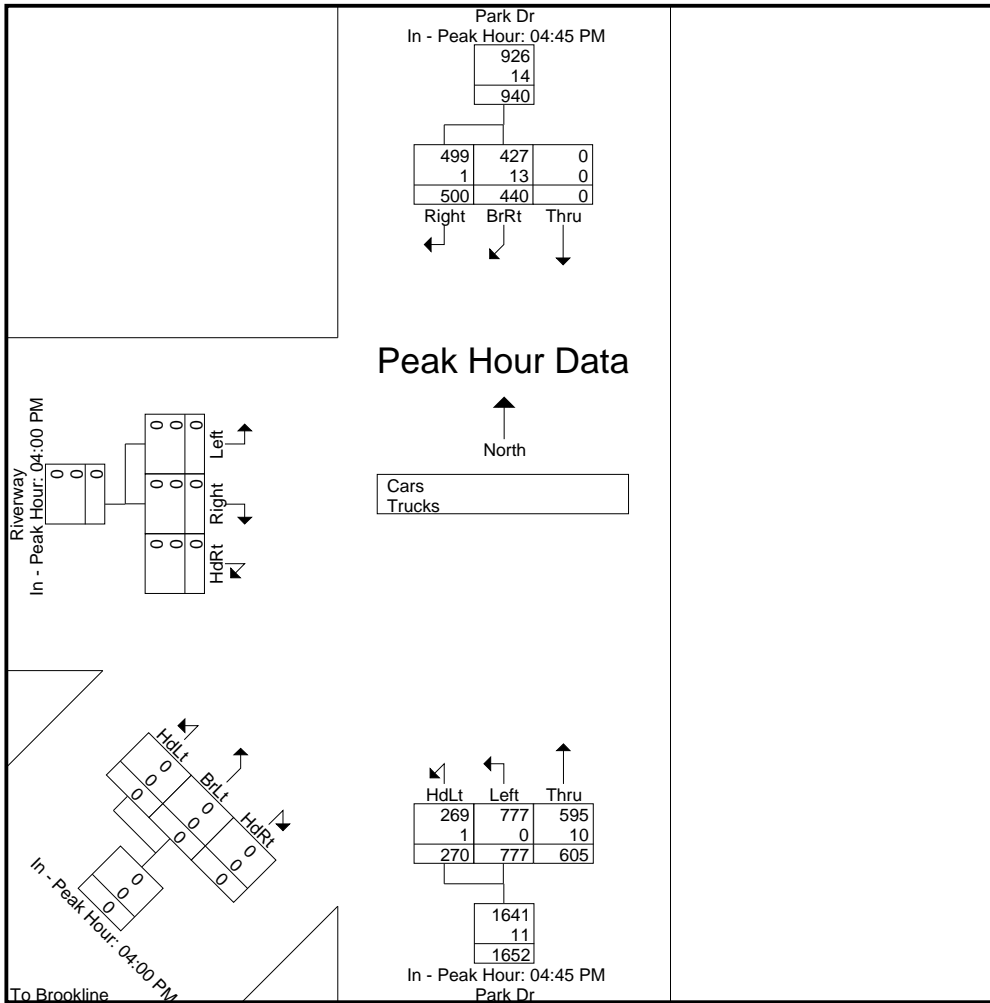 Park Dr
In - Peak Hour: 04:45 PM
926
14
940
499 427 0
1 13 0
500 440 0
Right BrRt Thru
Peak Hour Data
North
Cars
Trucks
Riverway
In - Peak Hour: 04:00 PM
0 0 0
0 0 0
Left
0 0 0
Right
0 0 0
HdRt
HdLt
0
0
0
BrLt
0
0
0
HdRt
0
0
0
0
0
0
In - Peak Hour: 04:00 PM
To Brookline
HdLt Left Thru
269 777 595
1 0 10
270 777 605
1641
11
1652
In - Peak Hour: 04:45 PM
Park Dr